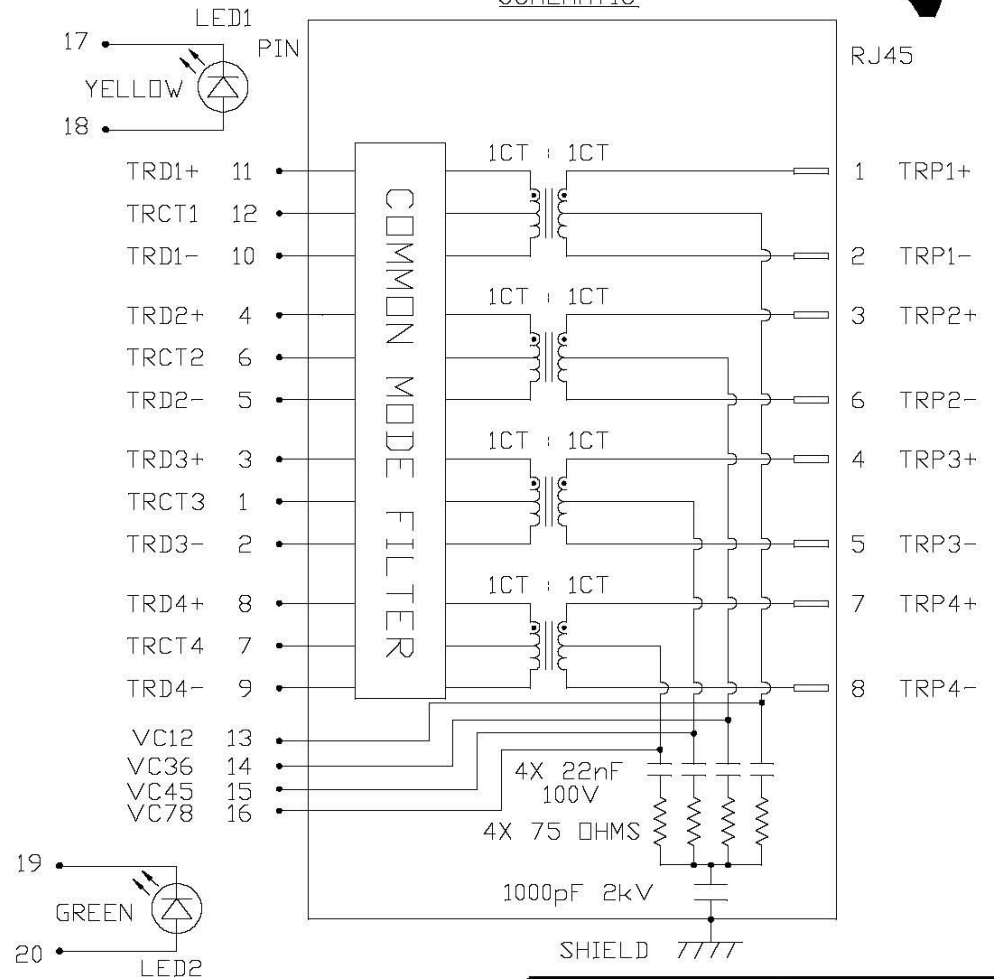 SCHEMATIC
LED1
17
PIN
RJ45
YELLOW
18
1CT : 1CT
TRD1+ 11
1 TRP1+
TRCT1 12
TRD1- 10
2 TRP1-
1CT : 1CT
TRD2+ 4
3 TRP2+
TRCT2 6
TRD2- 5
6 TRP2-
COMMON MODE FILTER
1CT : 1CT
TRD3+ 3
4 TRP3+
TRCT3 1
TRD3- 2
5 TRP3-
1CT : 1CT
TRD4+ 8
7 TRP4+
TRCT4 7
TRD4- 9
8 TRP4-
VC12 13
VC36 14
VC45 15
VC78 16
4X 22nF
100V
4X 75 OHMS
19
1000pF 2kV
GREEN
20
SHIELD
LED2